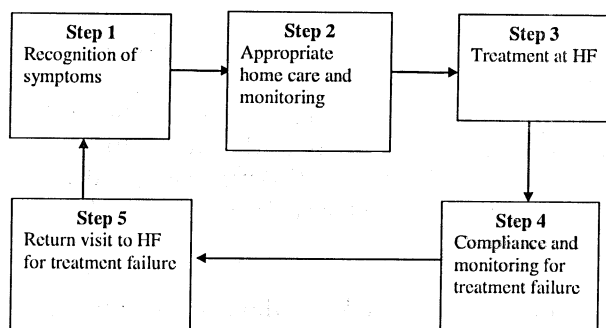 Step 1
Recognition of
symptoms
Step 2
Appropriate
home care and
monitoring
Step 3
Treatment at HF
Step 4
Compliance and
monitoring for
treatment failure
Step 5
Return visit to HF
for treatment failure